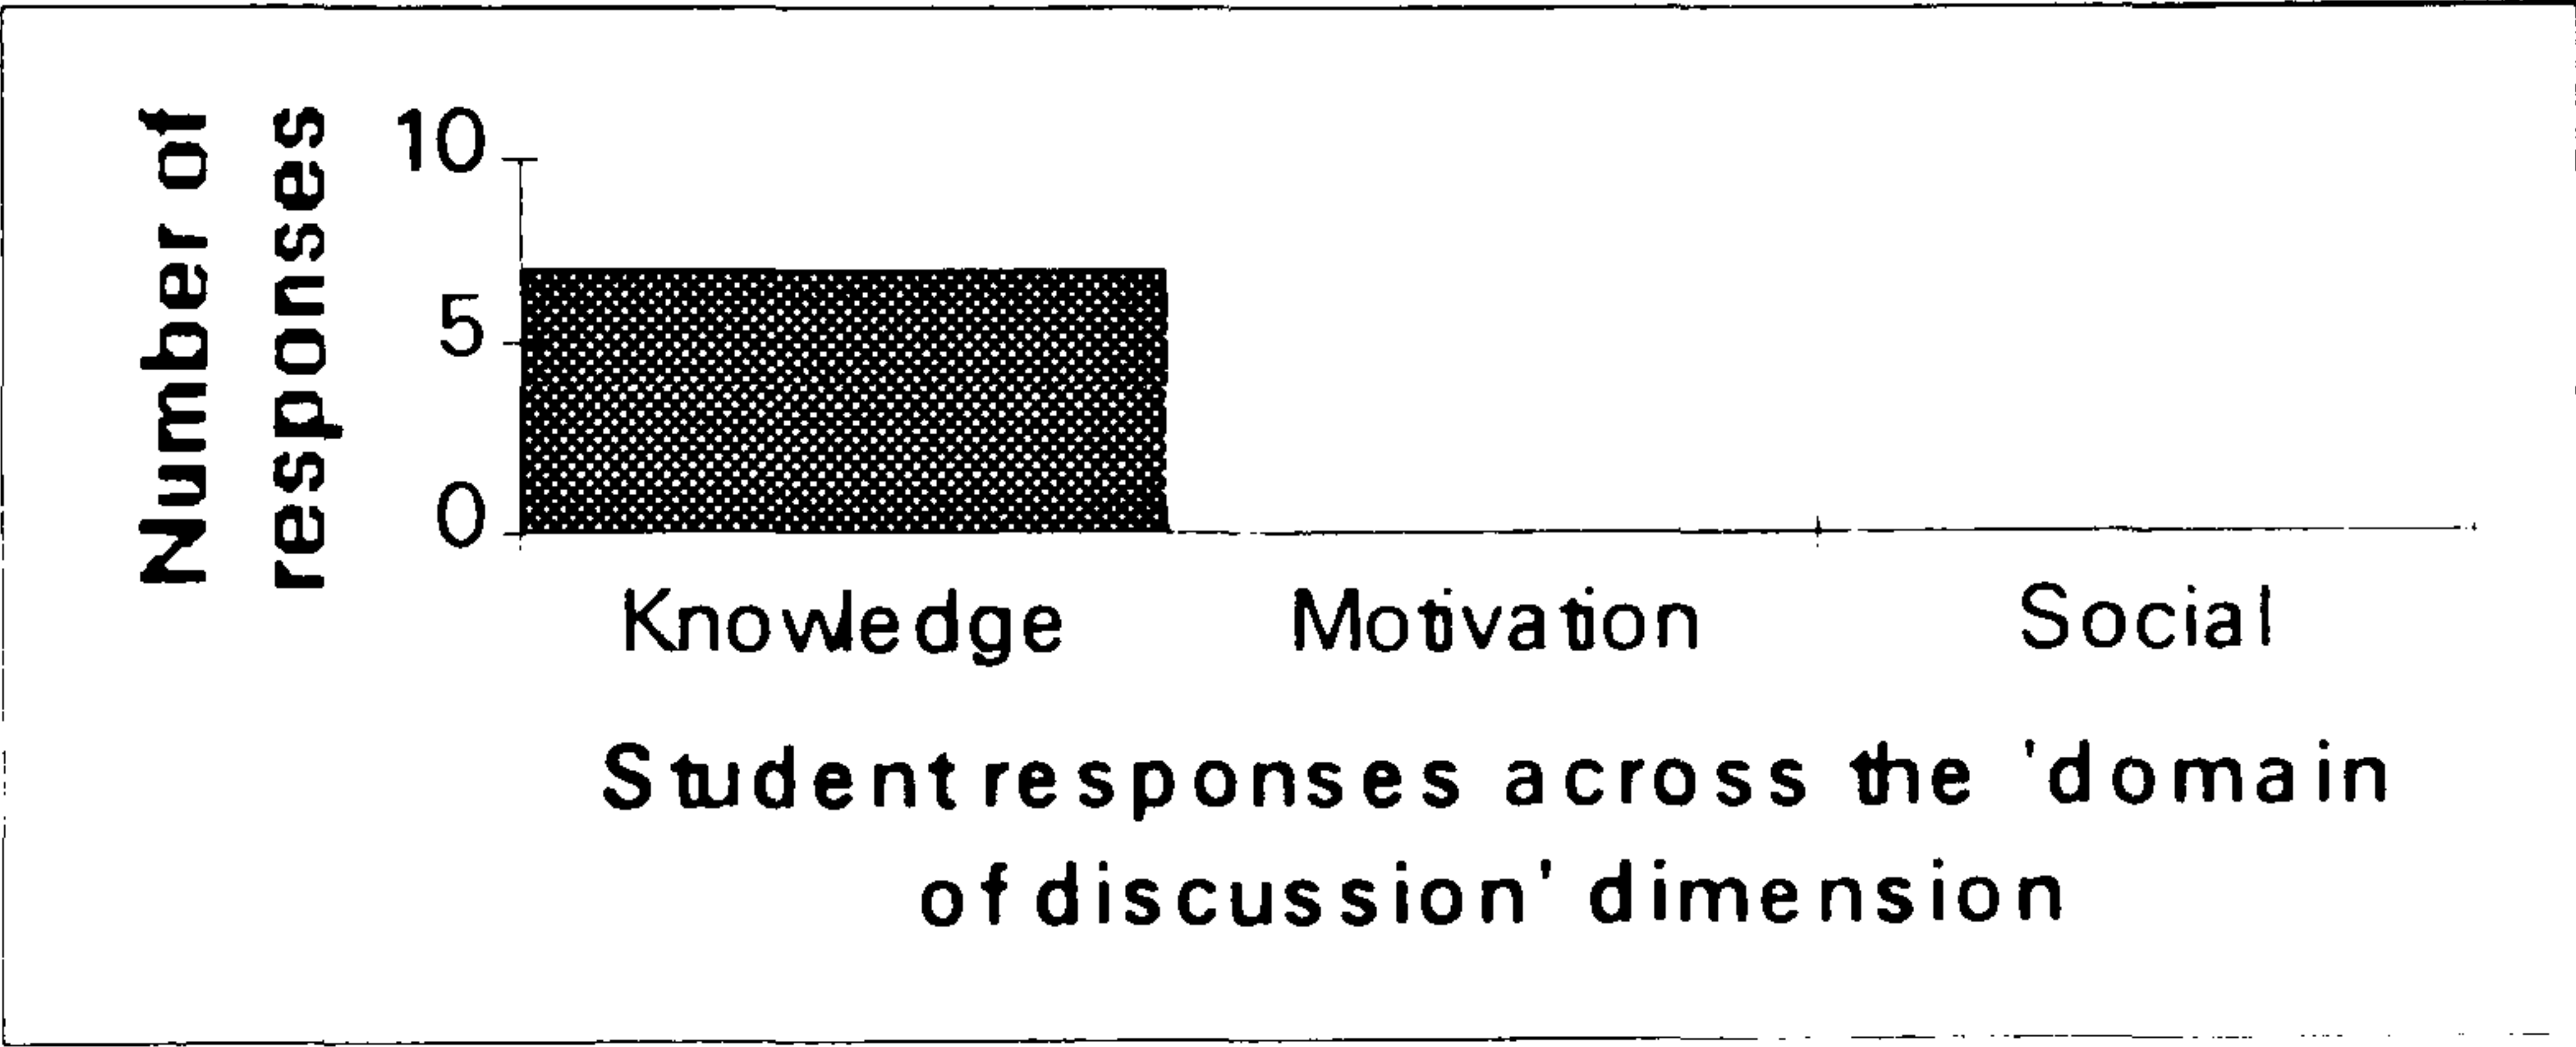 Number of
responses
10
5
0
Knowledge Motivation Social
Student responses across the 'domain
of discussion' dimension